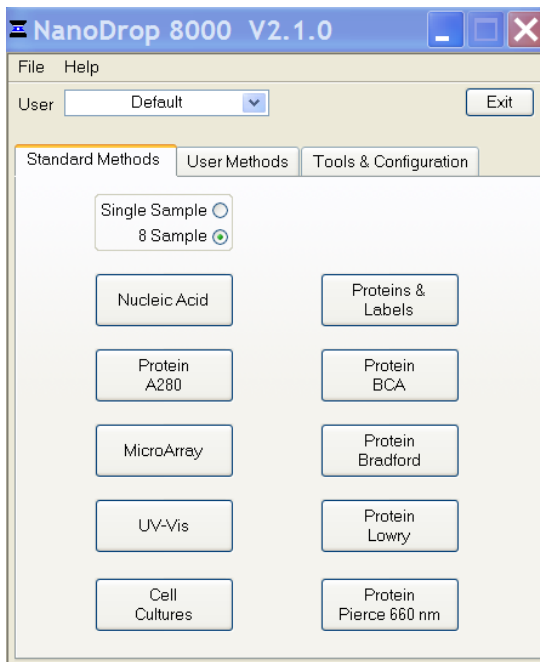 NanoDrop 8000 V2.1.0
File Help
User Default Exit
Standard Methods User Methods Tools & Configuration
Single Sample
8 Sample
Nucleic Acid
Proteins &
Labels
Protein
A280
Protein
BCA
MicroArray
Protein
Bradford
UV-Vis
Protein
Lowry
Cell
Cultures
Protein
Pierce 660 nm